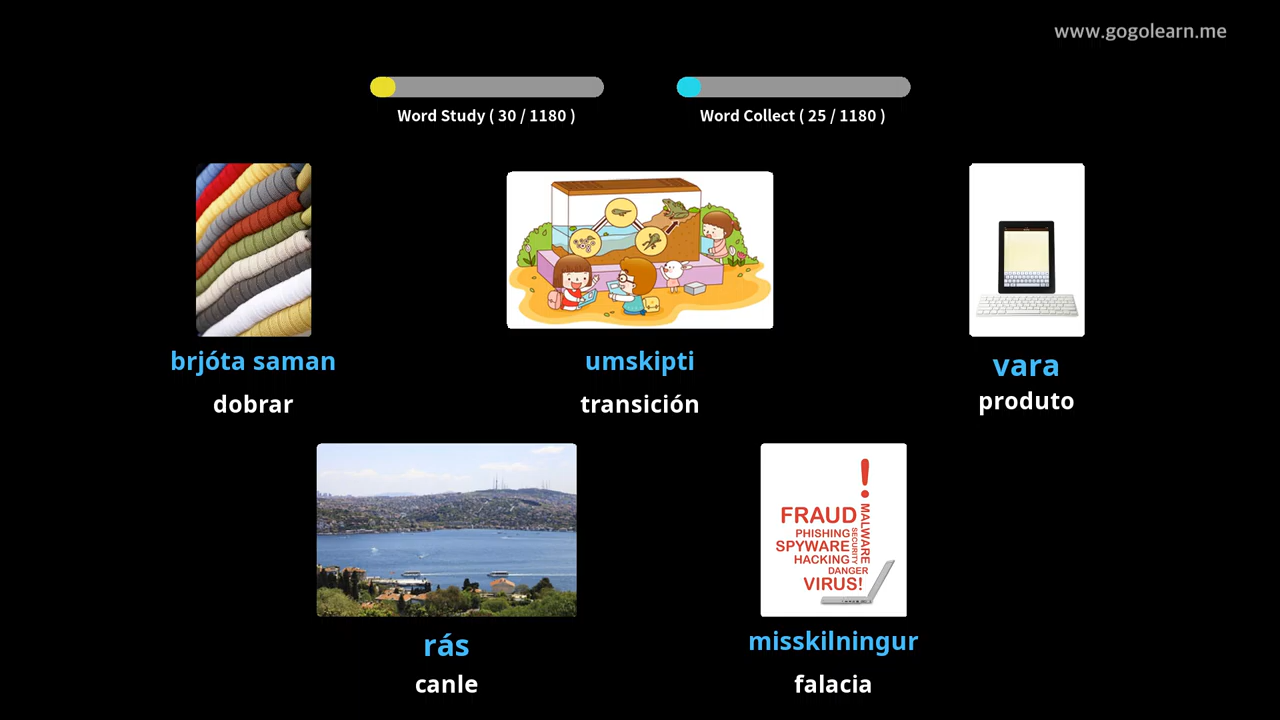 www.gogolearn.me
Word Study ( 30 / 1180 )
Word Collect ( 25 / 1180 )
brjóta saman
dobrar
umskipti
transición
vara
produto
rás
canle
!
FRAUD
PHISHING
SPYWARE
HACKING
DANGER
VIRUS!
SECURITY
MALWARE
misskilningur
falacia